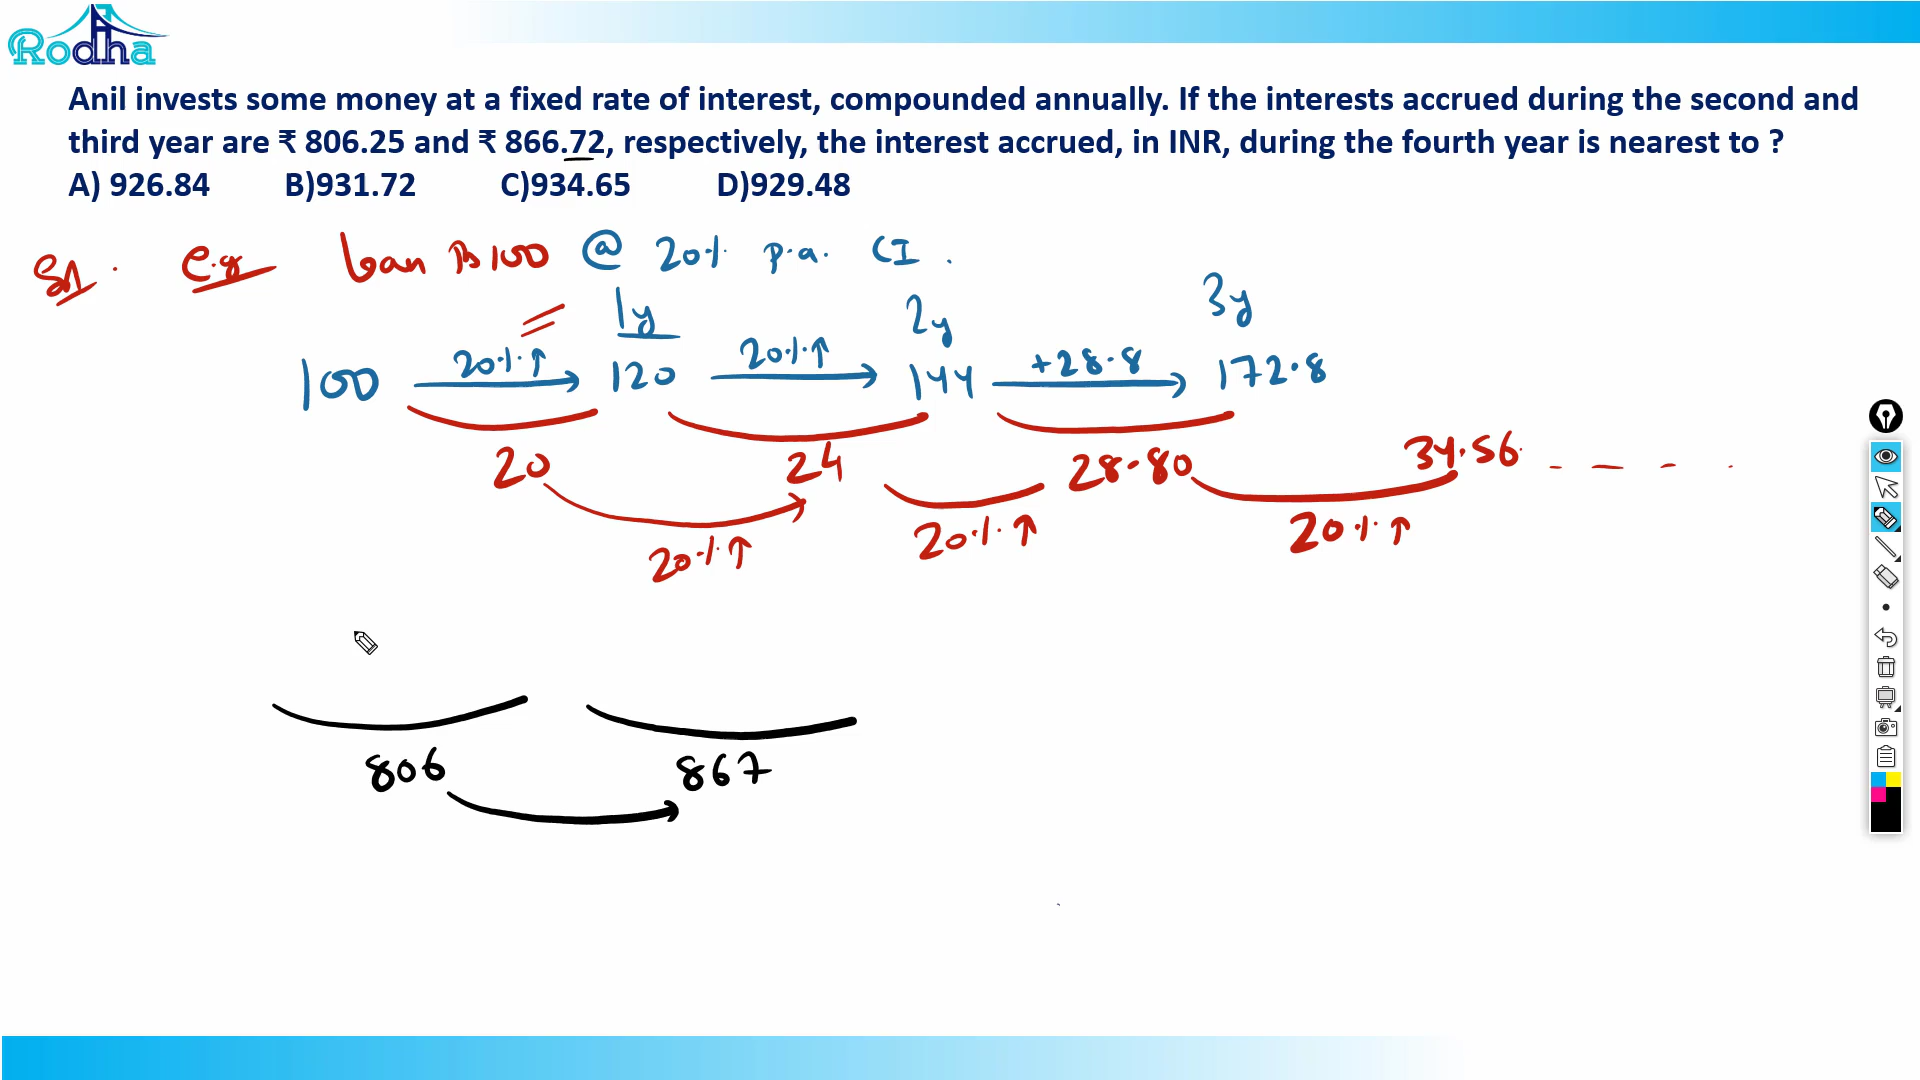 Rodha
Anil invests some money at a fixed rate of interest, compounded annually. If the interests accrued during the second and
third year are ₹ 806.25 and ₹ 866.72, respectively, the interest accrued, in INR, during the fourth year is nearest to ?
A) 926.84 B)931.72 C)934.65 D)929.48
e.g loan Rs 100 @ 20% p.a. CI.
1y 2y 3y
100 20%↑ 120 20%↑ 144 +28.8 172.8
20 24 28.80 34.56
20%↑ 20%↑ 20%↑
806 867